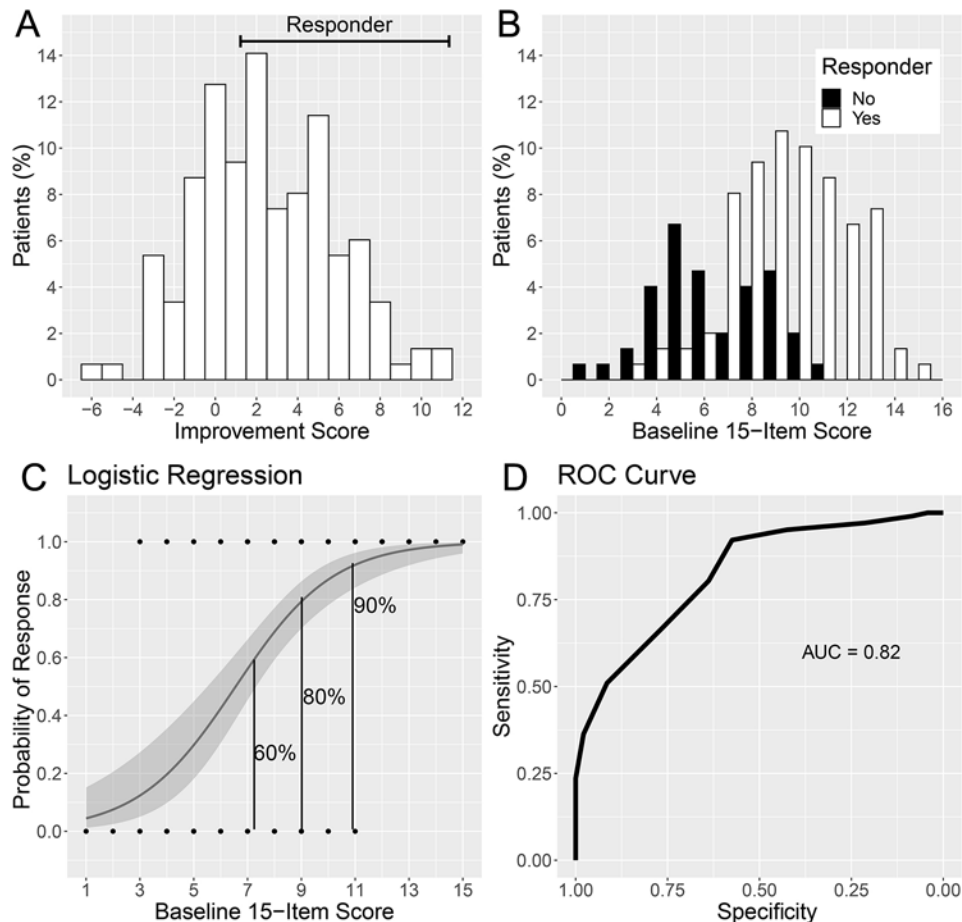 A
Responder
14
12
10
8
6
4
2
0
Patients (%)
−6 −4 −2 0 2 4 6 8 10 12
Improvement Score
B
Responder
No
Yes
14
12
10
8
6
4
2
0
Patients (%)
0 2 4 6 8 10 12 14 16
Baseline 15−Item Score
C Logistic Regression
1.0
0.8
0.6
0.4
0.2
0.0
Probability of Response
90%
80%
60%
1 3 5 7 9 11 13 15
Baseline 15−Item Score
D ROC Curve
1.00
0.75
0.50
0.25
0.00
Sensitivity
AUC = 0.82
1.00 0.75 0.50 0.25 0.00
Specificity